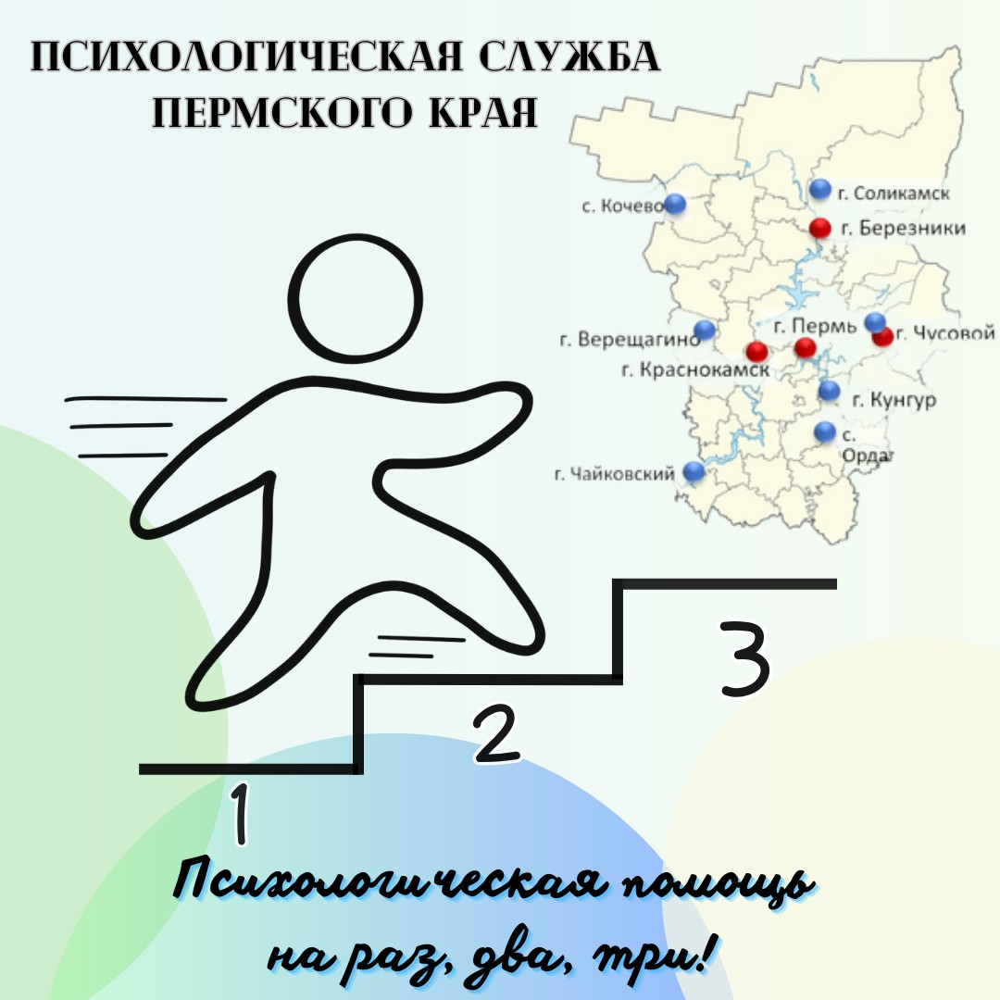 ПСИХОЛОГИЧЕСКАЯ СЛУЖБА
ПЕРМСКОГО КРАЯ
с. Кочево
г. Соликамск
г. Березники
г. Верещагино
г. Пермь
г. Чусовой
г. Краснокамск
г. Кунгур
с.
Орда
г. Чайковский
3
2
1
Психологическая помощь
на раз, два, три!